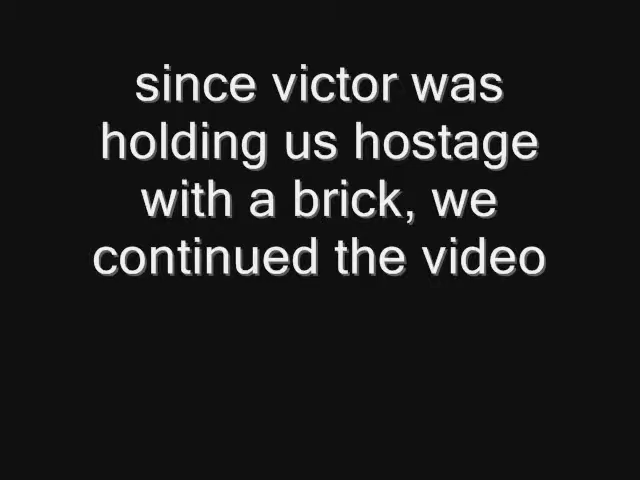 since victor was
holding us hostage
with a brick, we
continued the video